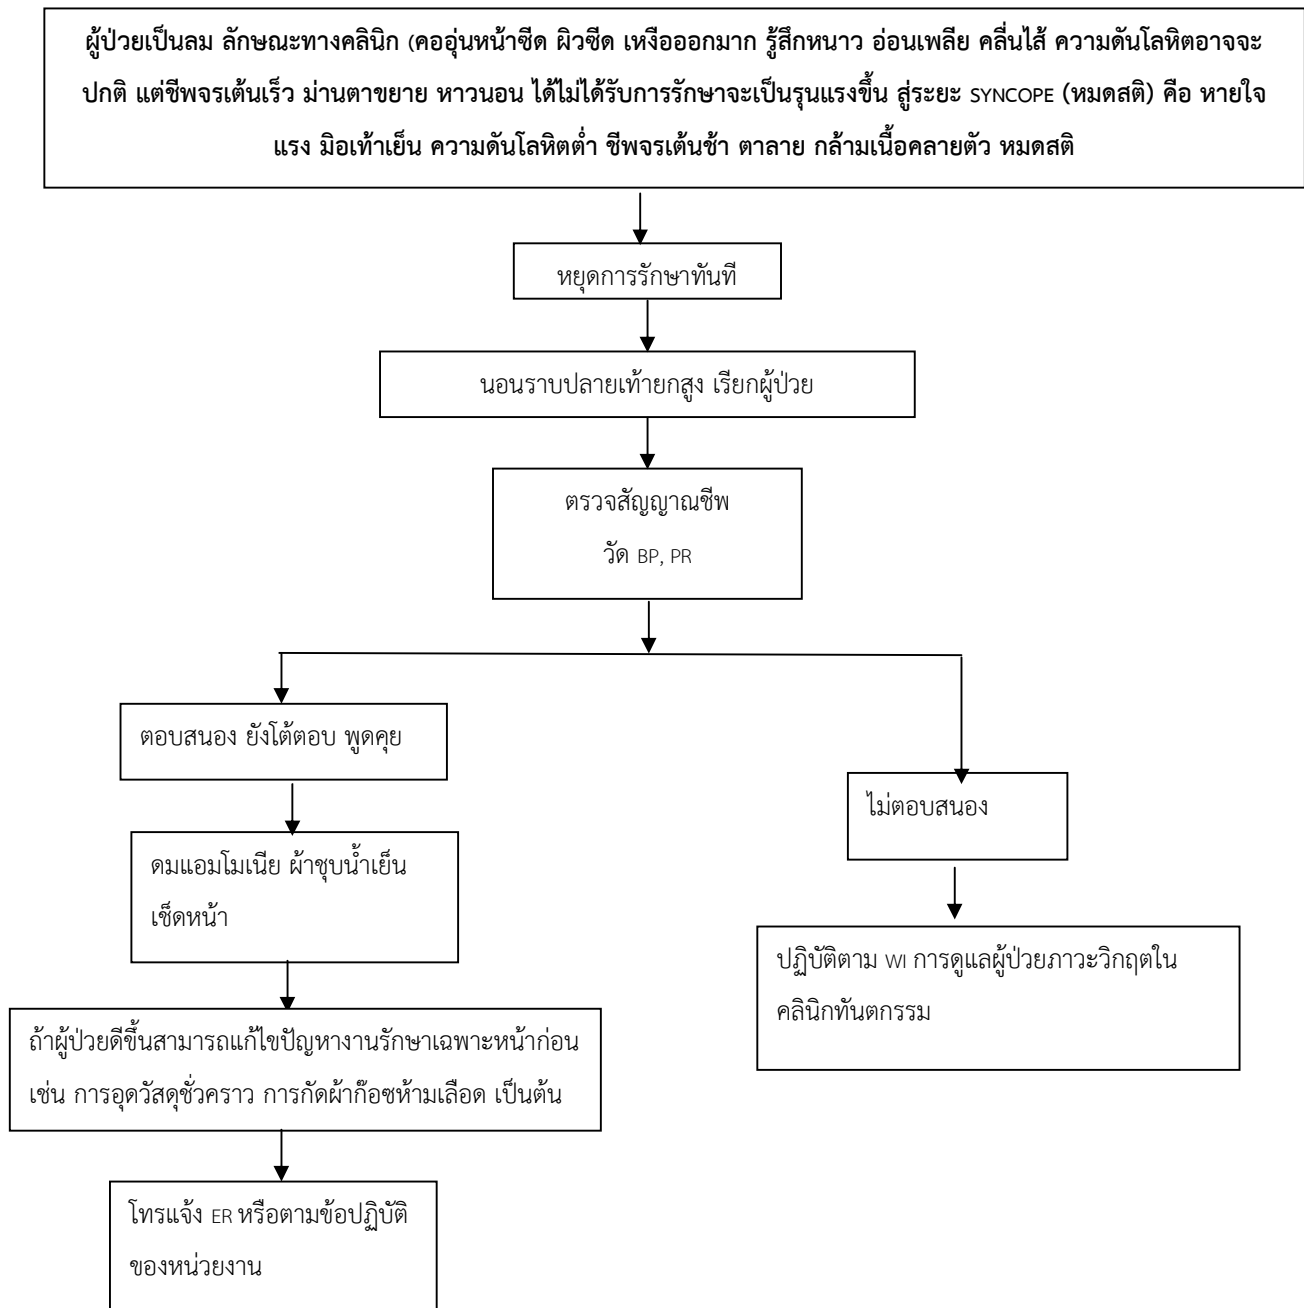 ผู้ป่วยเป็นลม ลักษณะทางคลินิก (คออุ่นหน้าซีด ผิวซีด เหงือออกมาก รู้สึกหนาว อ่อนเพลีย คลื่นไส้ ความดันโลหิตอาจจะ
ปกติ แต่ชีพจรเต้นเร็ว ม่านตาขยาย หาวนอน ได้ไม่ได้รับการรักษาจะเป็นรุนแรงขึ้น สู่ระยะ SYNCOPE (หมดสติ) คือ หายใจ
แรง มิอเท้าเย็น ความดันโลหิตต่ำ ชีพจรเต้นช้า ตาลาย กล้ามเนื้อคลายตัว หมดสติ
หยุดการรักษาทันที
นอนราบปลายเท้ายกสูง เรียกผู้ป่วย
ตรวจสัญญาณชีพ
วัด BP, PR
ตอบสนอง ยังโต้ตอบ พูดคุย
ไม่ตอบสนอง
ดมแอมโมเนีย ผ้าชุบน้ำเย็น
เช็ดหน้า
ปฏิบัติตาม WI การดูแลผู้ป่วยภาวะวิกฤตใน
คลินิกทันตกรรม
ถ้าผู้ป่วยดีขึ้นสามารถแก้ไขปัญหางานรักษาเฉพาะหน้าก่อน
เช่น การอุดวัสดุชั่วคราว การกัดผ้าก๊อซห้ามเลือด เป็นต้น
โทรแจ้ง ER หรือตามข้อปฏิบัติ
ของหน่วยงาน